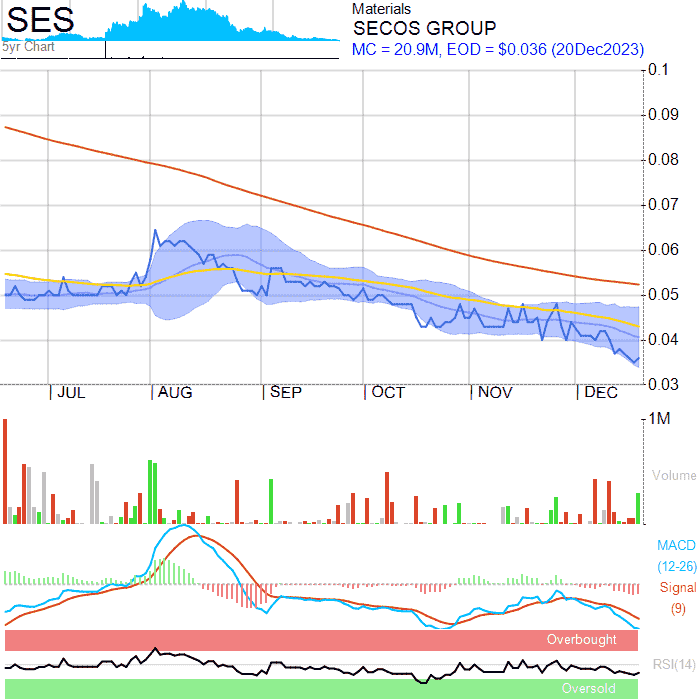 SES
5yr Chart
Materials
SECOS GROUP
MC = 20.9M, EOD = $0.036 (20Dec2023)
0.1
0.09
0.08
0.07
0.06
0.05
0.04
0.03
JUL
AUG
SEP
OCT
NOV
DEC
1M
Volume
MACD
(12-26)
Signal
(9)
Overbought
RSI(14)
Oversold